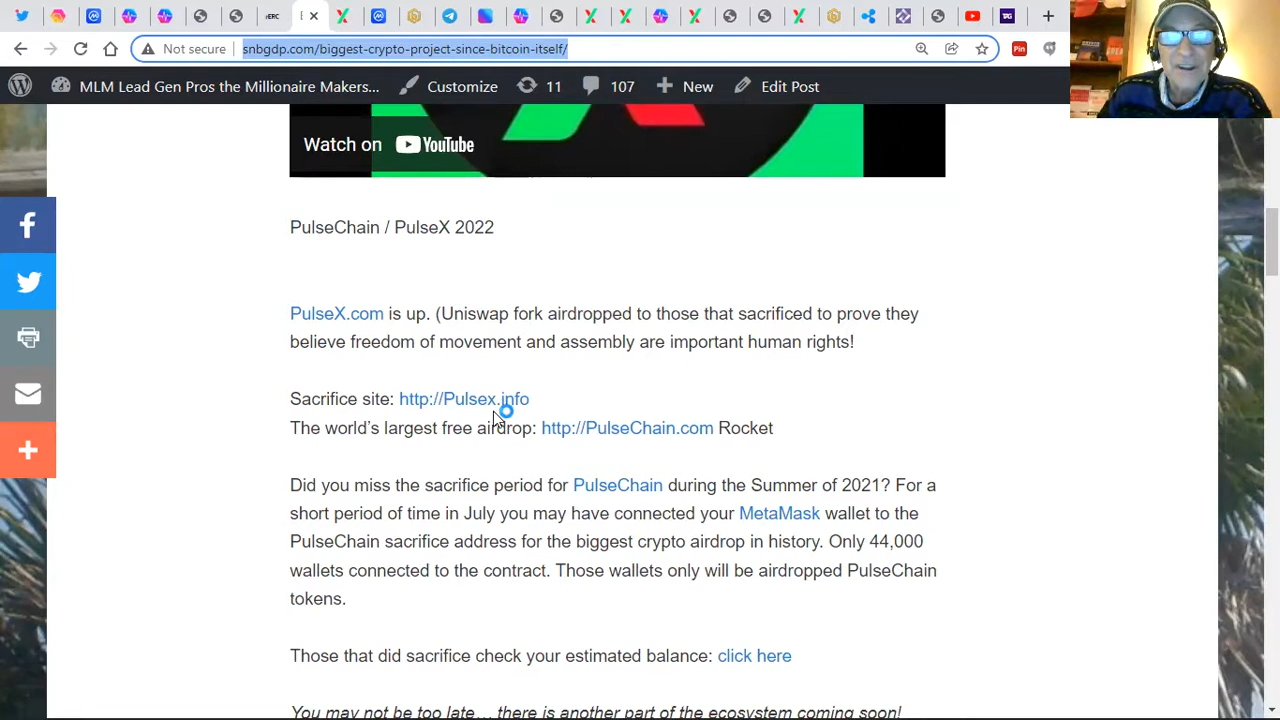 ERC
Not secure
snbgdp.com/biggest-crypto-project-since-bitcoin-itself/
Pin
MLM Lead Gen Pros the Millionaire Makers...
Customize
11
107
New
Edit Post
Watch on YouTube
PulseChain / PulseX 2022
PulseX.com is up. (Uniswap fork airdropped to those that sacrificed to prove they
believe freedom of movement and assembly are important human rights!
Sacrifice site: http://Pulsex.info
The world's largest free airdrop: http://PulseChain.com Rocket
Did you miss the sacrifice period for PulseChain during the Summer of 2021? For a
short period of time in July you may have connected your MetaMask wallet to the
PulseChain sacrifice address for the biggest crypto airdrop in history. Only 44,000
wallets connected to the contract. Those wallets only will be airdropped PulseChain
tokens.
Those that did sacrifice check your estimated balance: click here
You may not be too late… there is another part of the ecosystem coming soon!